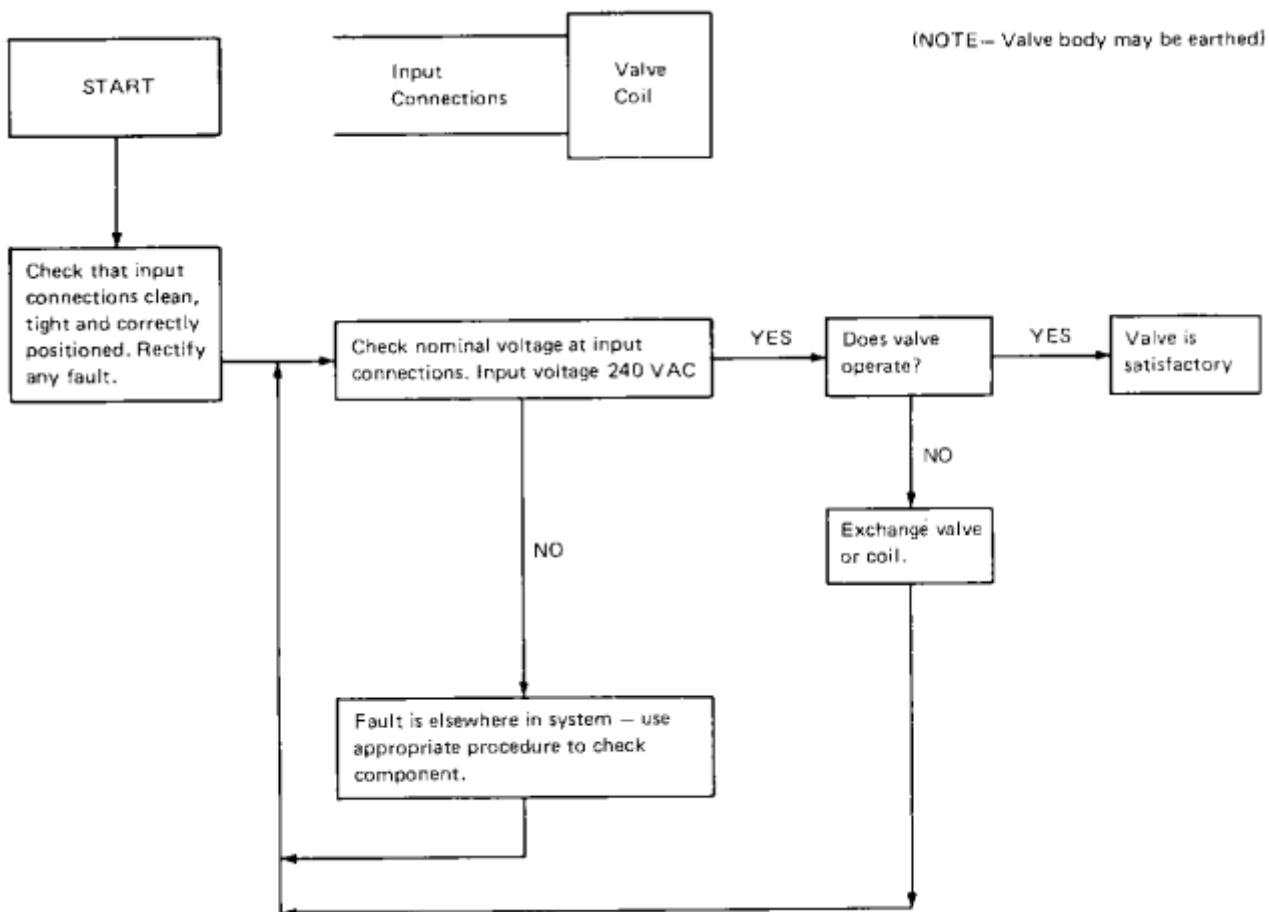 START
Input
Connections
Valve
Coil
(NOTE— Valve body may be earthed)
Check that input
connections clean,
tight and correctly
positioned. Rectify
any fault.
Check nominal voltage at input
connections. Input voltage 240 VAC
YES
Does valve
operate?
YES
Valve is
satisfactory
NO
Exchange valve
or coil.
NO
Fault is elsewhere in system — use
appropriate procedure to check
component.